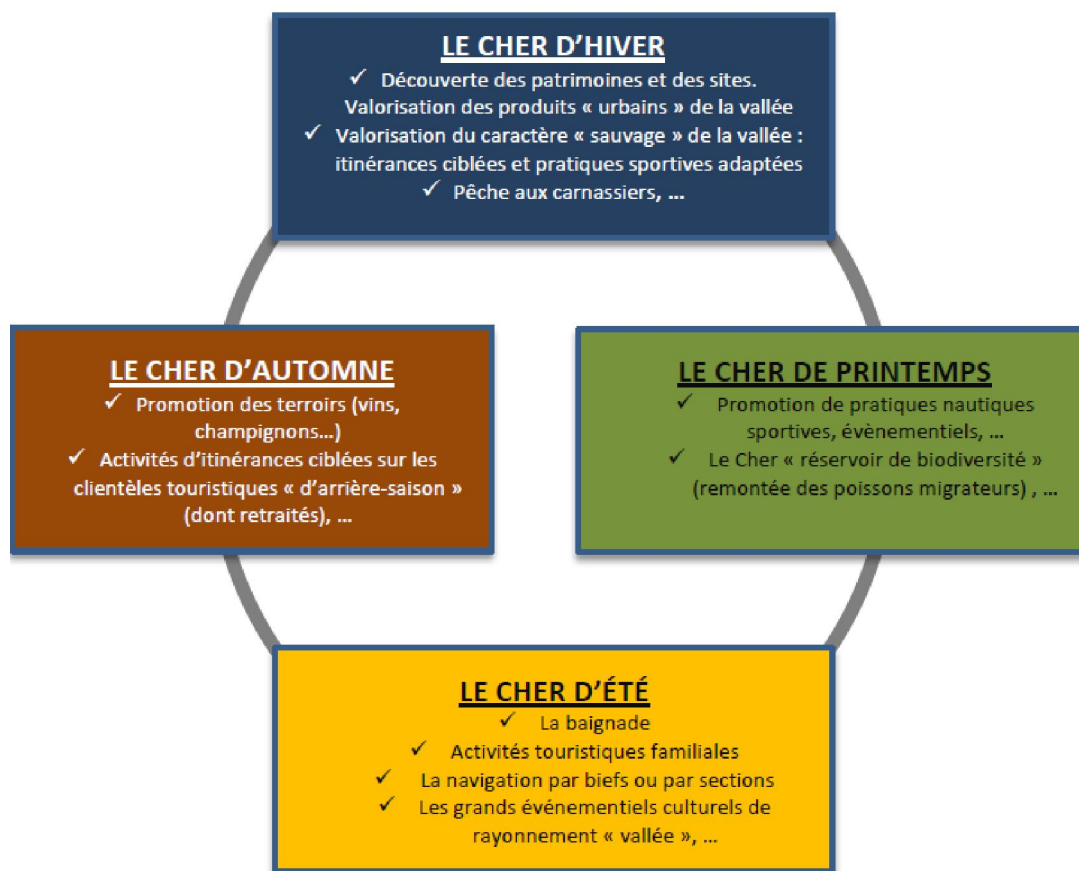 LE CHER D'HIVER
✓ Découverte des patrimoines et des sites.
Valorisation des produits « urbains » de la vallée
✓ Valorisation du caractère « sauvage » de la vallée :
itinérances ciblées et pratiques sportives adaptées
✓ Pêche aux carnassiers, ...
LE CHER D'AUTOMNE
✓ Promotion des terroirs (vins,
champignons...)
✓ Activités d'itinérances ciblées sur les
clientèles touristiques « d'arrière-saison »
(dont retraités), ...
LE CHER DE PRINTEMPS
✓ Promotion de pratiques nautiques
sportives, évènementiels, ...
✓ Le Cher « réservoir de biodiversité »
(remontée des poissons migrateurs) , ...
LE CHER D'ÉTÉ
✓ La baignade
✓ Activités touristiques familiales
✓ La navigation par biefs ou par sections
✓ Les grands événementiels culturels de
rayonnement « vallée », ...